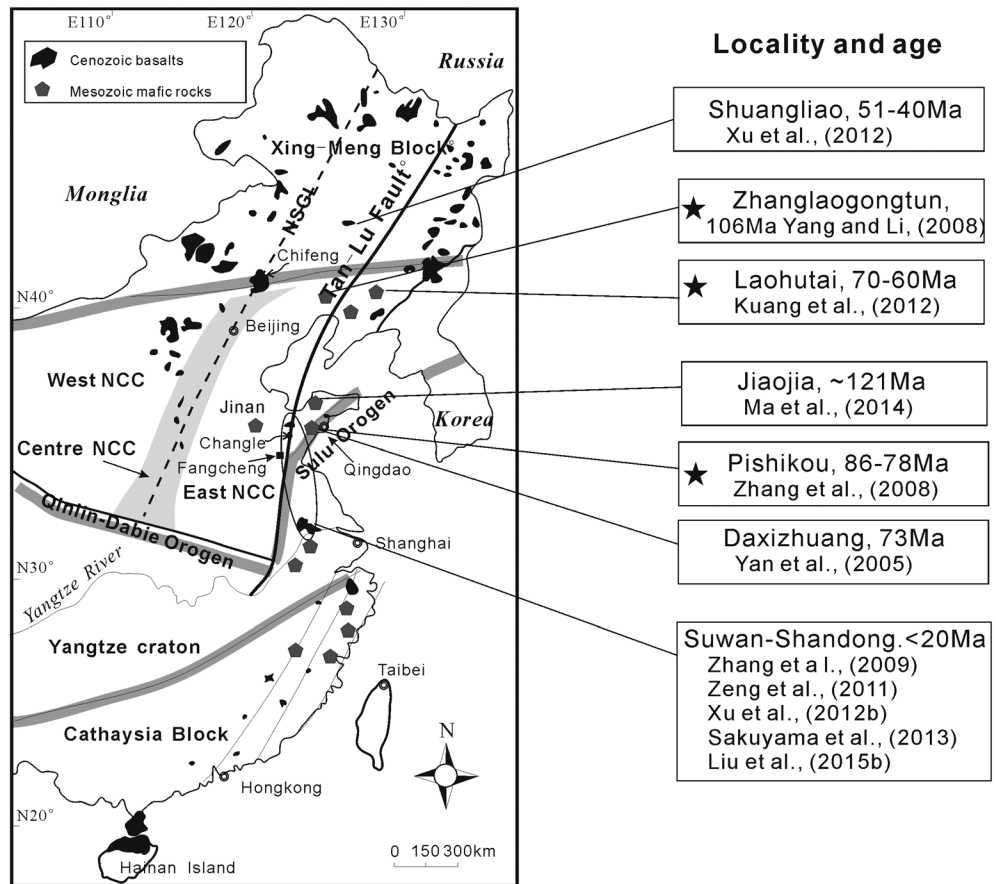 E110°
E120°
E130°
Cenozoic basalts
Mesozoic mafic rocks
Russia
Xing-Meng Block
Monglia
NSGL
Tan-Lu Fault
Chifeng
N40°
Beijing
West NCC
Jinan
Korea
Changle
Centre NCC
Sulu Orogen
Fangcheng
Qingdao
East NCC
Qinlin-Dabie Orogen
Shanghai
N30°
Yangtze River
Yangtze craton
Taibei
Cathaysia Block
N
Hongkong
N20°
0 150 300km
Hainan Island
Locality and age
Shuangliao, 51-40Ma
Xu et al., (2012)
Zhanglaogongtun,
106Ma Yang and Li, (2008)
Laohutai, 70-60Ma
Kuang et al., (2012)
Jiaojia, ~121Ma
Ma et al., (2014)
Pishikou, 86-78Ma
Zhang et al., (2008)
Daxizhuang, 73Ma
Yan et al., (2005)
Suwan-Shandong.<20Ma
Zhang et a l., (2009)
Zeng et al., (2011)
Xu et al., (2012b)
Sakuyama et al., (2013)
Liu et al., (2015b)